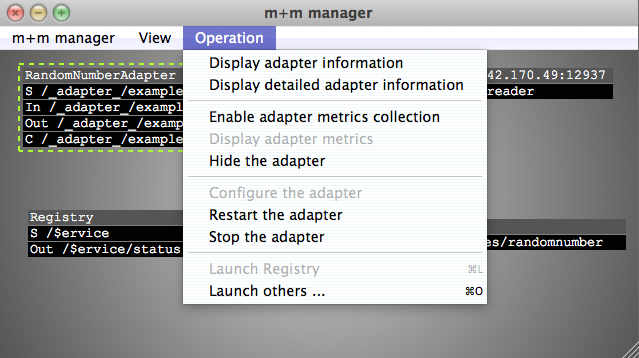 m+m manager
m+m manager View Operation
RandomNumberAdapter
S /_adapter_/example
In /_adapter_/exampl
Out /_adapter_/examp
C /_adapter_/example
42.170.49:12937
reader
Display adapter information
Display detailed adapter information
Enable adapter metrics collection
Display adapter metrics
Hide the adapter
Configure the adapter
Restart the adapter
Stop the adapter
Launch Registry ⌘L
Launch others ... ⌘O
Registry
S /$ervice
Out /$ervice/status
es/randomnumber